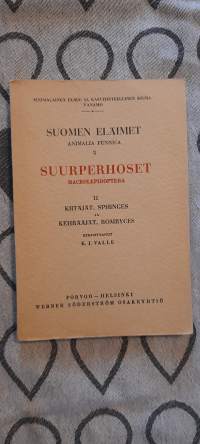 SUOMALAINEN ELÄIN- JA KASVITIETEELLINEN SEURA
VANAMO
SUOMEN ELÄIMET
ANIMALIA FENNICA
SUURPERHOSET
MACROLEPIDOPTERA
II
KIITÄJÄT, SPHINGES
JA
KEHRÄÄJÄT, BOMBYCES
KIRJOITTANUT
K. J. VALLE
PORVOO — HELSINKI
WERNER SÖDERSTRÖM OSAKEYHTIÖ